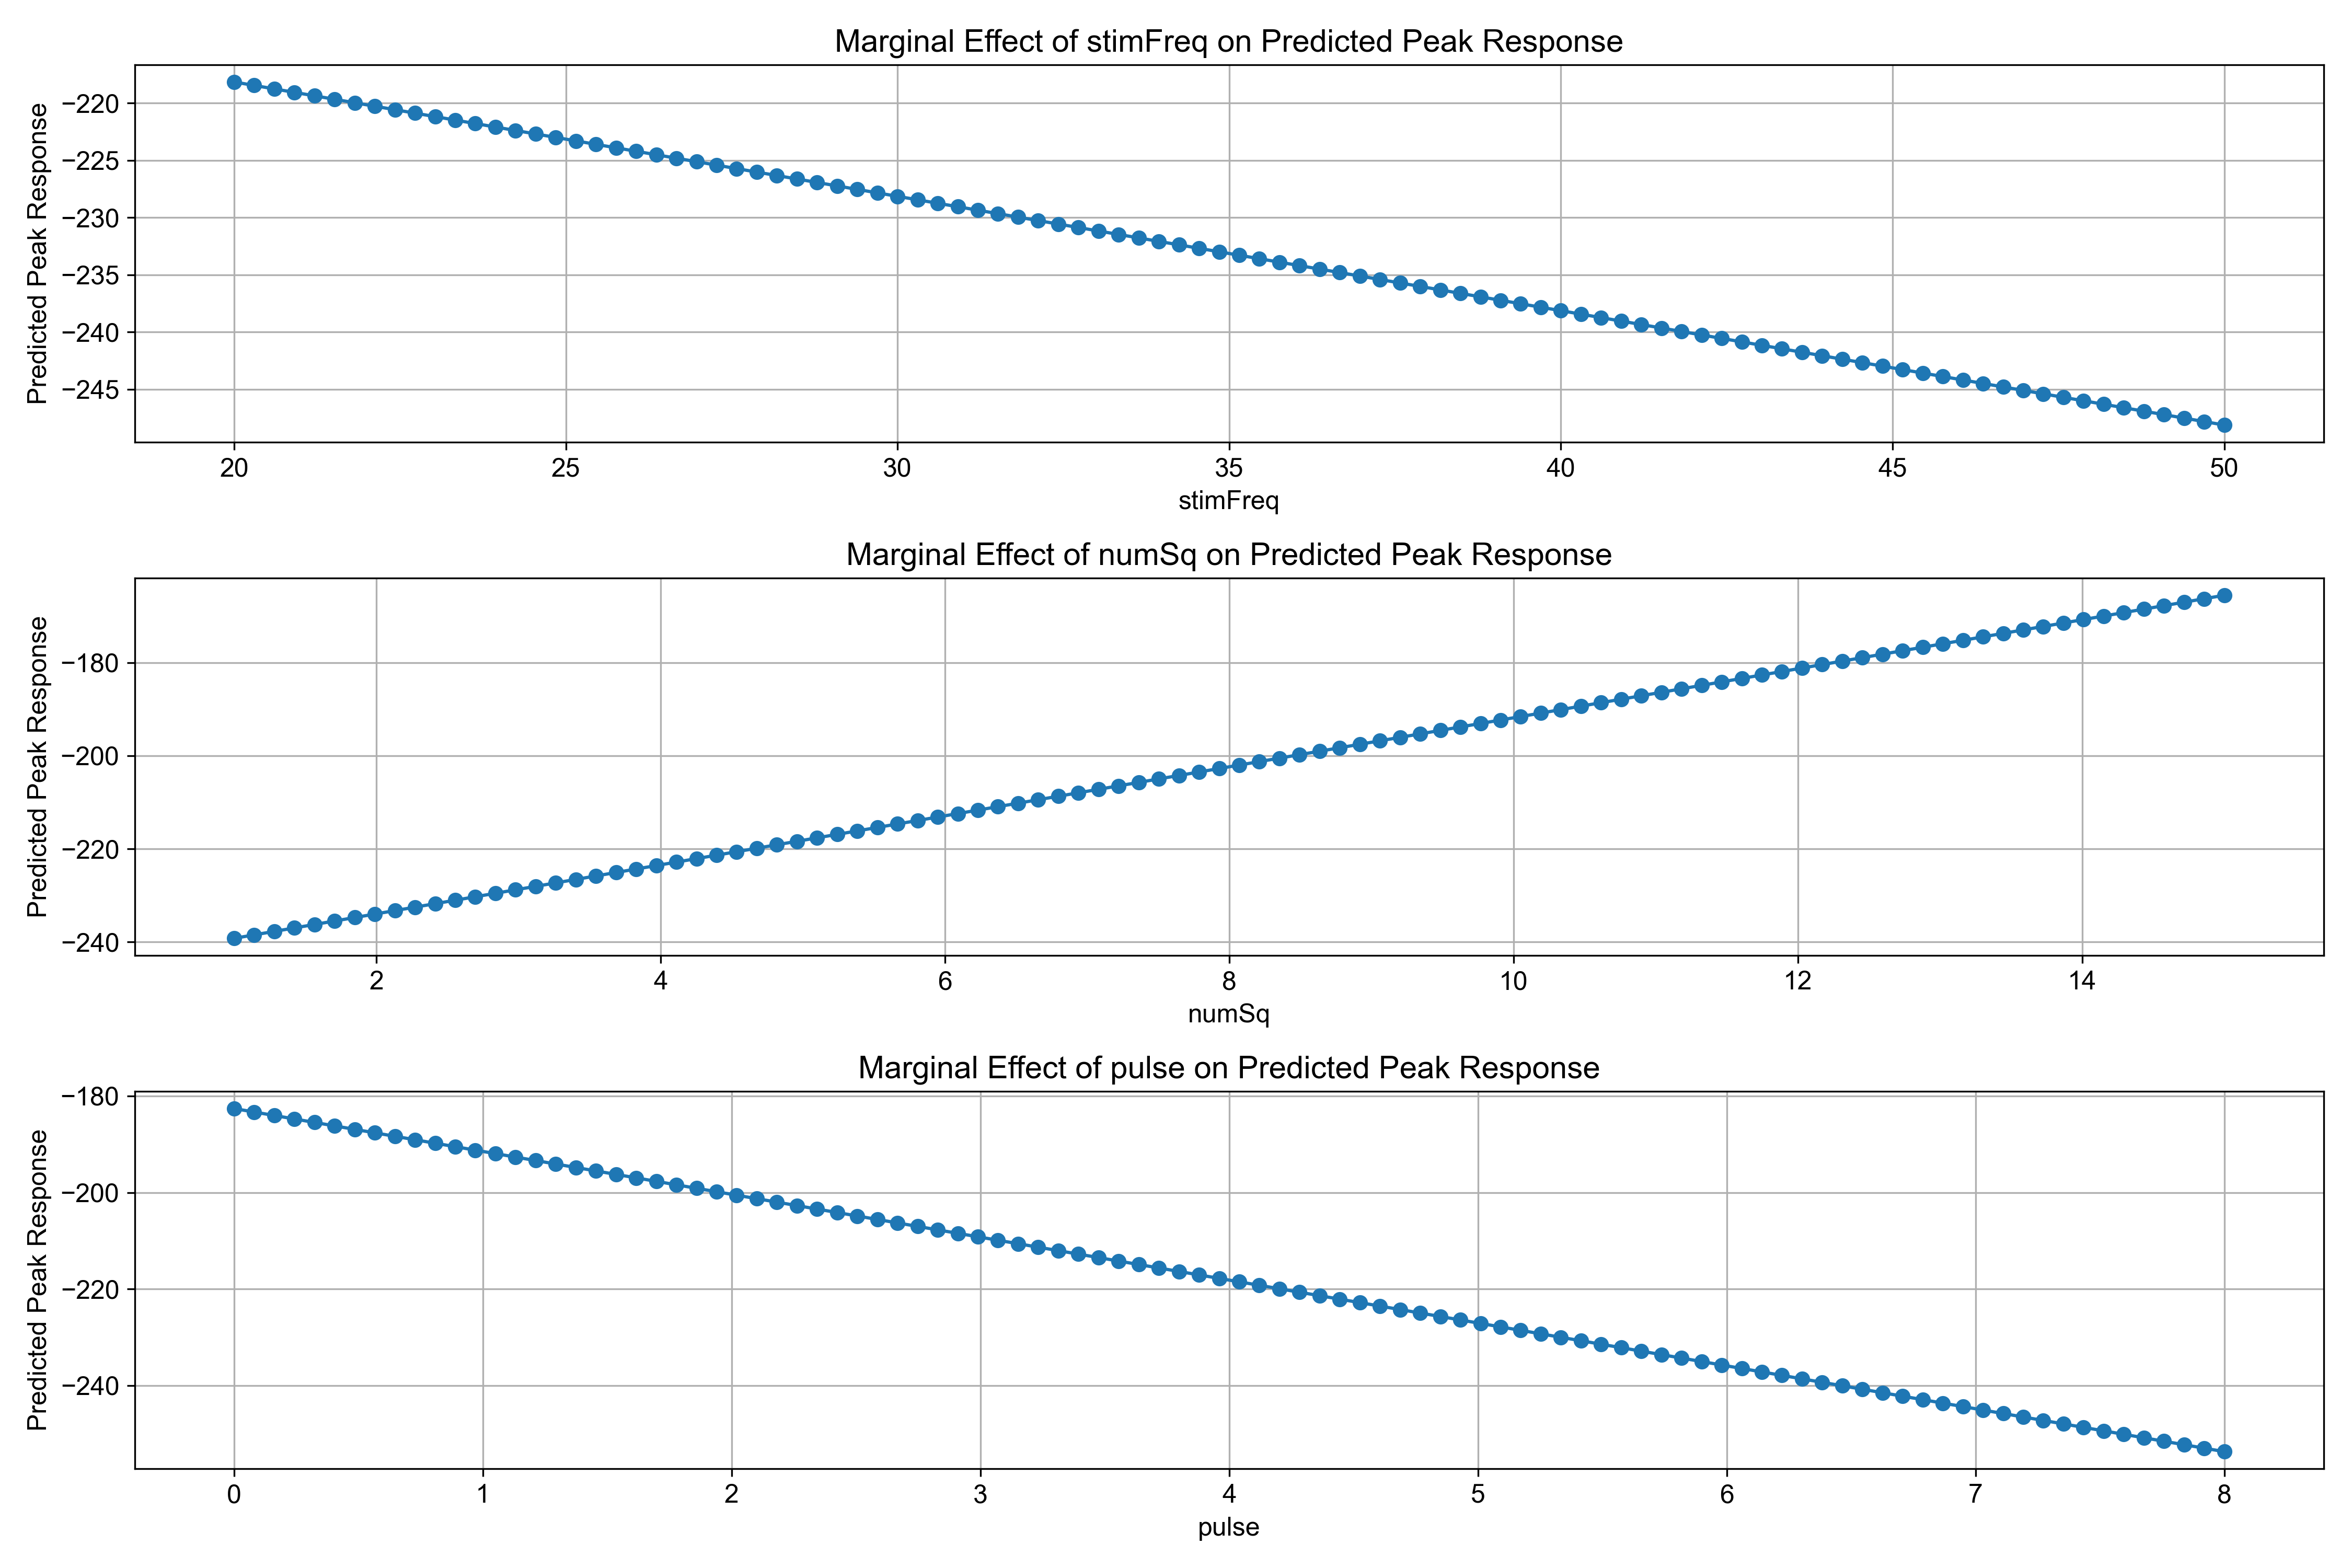 Marginal Effect of stimFreq on Predicted Peak Response
Predicted Peak Response
−220
−225
−230
−235
−240
−245
20 25 30 35 40 45 50
stimFreq
Marginal Effect of numSq on Predicted Peak Response
Predicted Peak Response
−180
−200
−220
−240
2 4 6 8 10 12 14
numSq
Marginal Effect of pulse on Predicted Peak Response
Predicted Peak Response
−180
−200
−220
−240
0 1 2 3 4 5 6 7 8
pulse